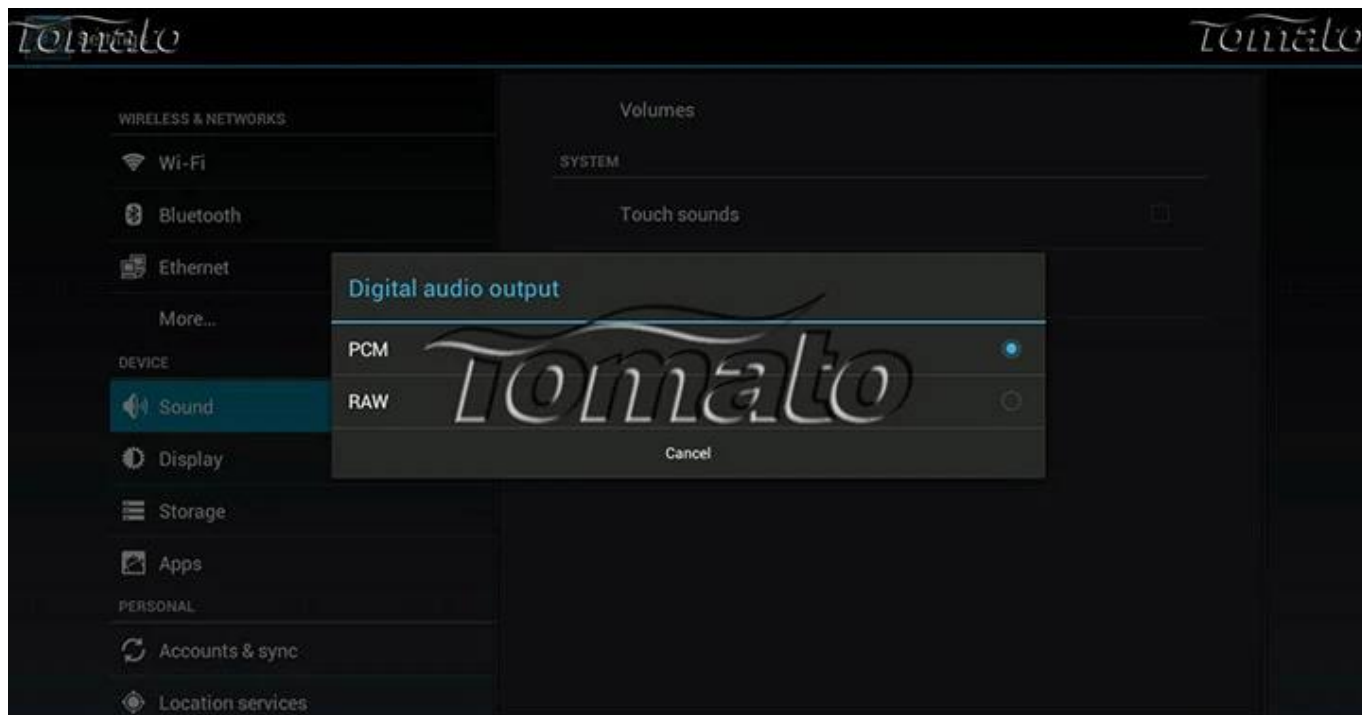 Tomato
Settings
Tomato
WIRELESS & NETWORKS
Wi-Fi
Bluetooth
Ethernet
More...
DEVICE
Sound
Display
Storage
Apps
PERSONAL
Accounts & sync
Location services
Volumes
SYSTEM
Touch sounds
Digital audio output
PCM
RAW
Cancel
Tomato